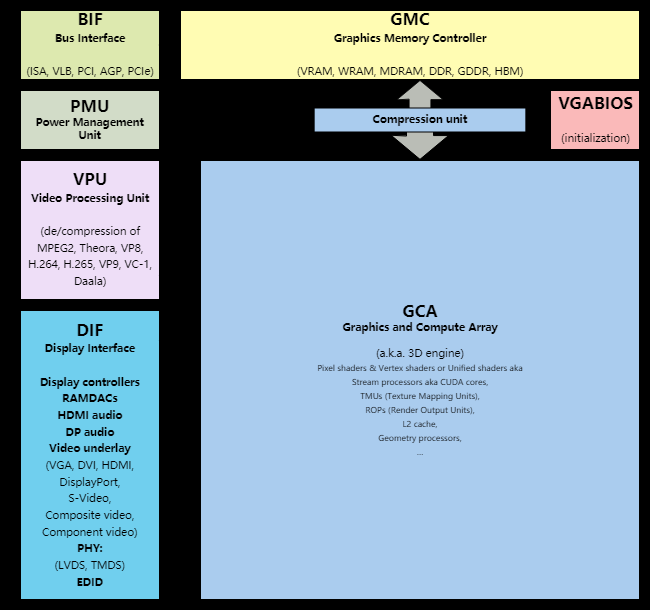 BIF
Bus Interface
(ISA, VLB, PCI, AGP, PCIe)
GMC
Graphics Memory Controller
(VRAM, WRAM, MDRAM, DDR, GDDR, HBM)
PMU
Power Management
Unit
Compression unit
VGABIOS
(initialization)
VPU
Video Processing Unit
(de/compression of
MPEG2, Theora, VP8,
H.264, H.265, VP9, VC-1,
Daala)
DIF
Display Interface
Display controllers
RAMDACs
HDMI audio
DP audio
Video underlay
(VGA, DVI, HDMI,
DisplayPort,
S-Video,
Composite video,
Component video)
PHY:
(LVDS, TMDS)
EDID
GCA
Graphics and Compute Array
(a.k.a. 3D engine)
Pixel shaders & Vertex shaders or Unified shaders aka
Stream processors aka CUDA cores,
TMUs (Texture Mapping Units),
ROPs (Render Output Units),
L2 cache,
Geometry processors,
...